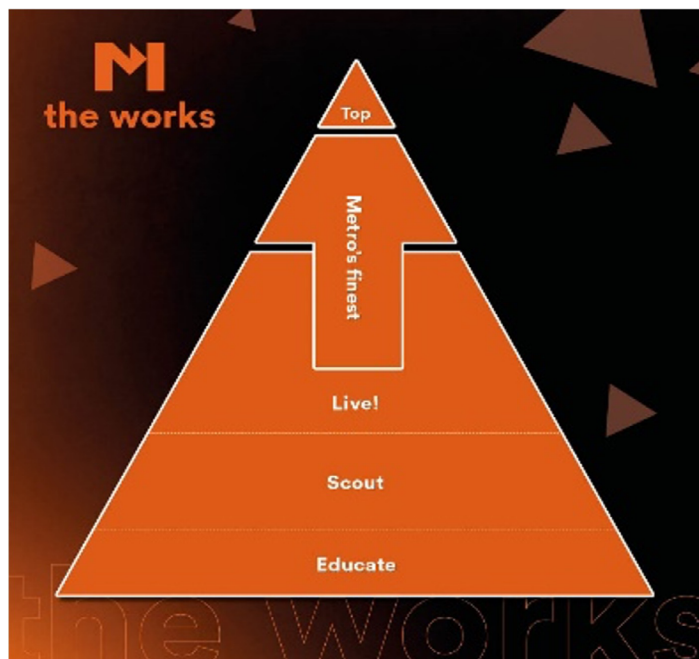 the works
Top
Metro's finest
Live!
Scout
Educate
the works